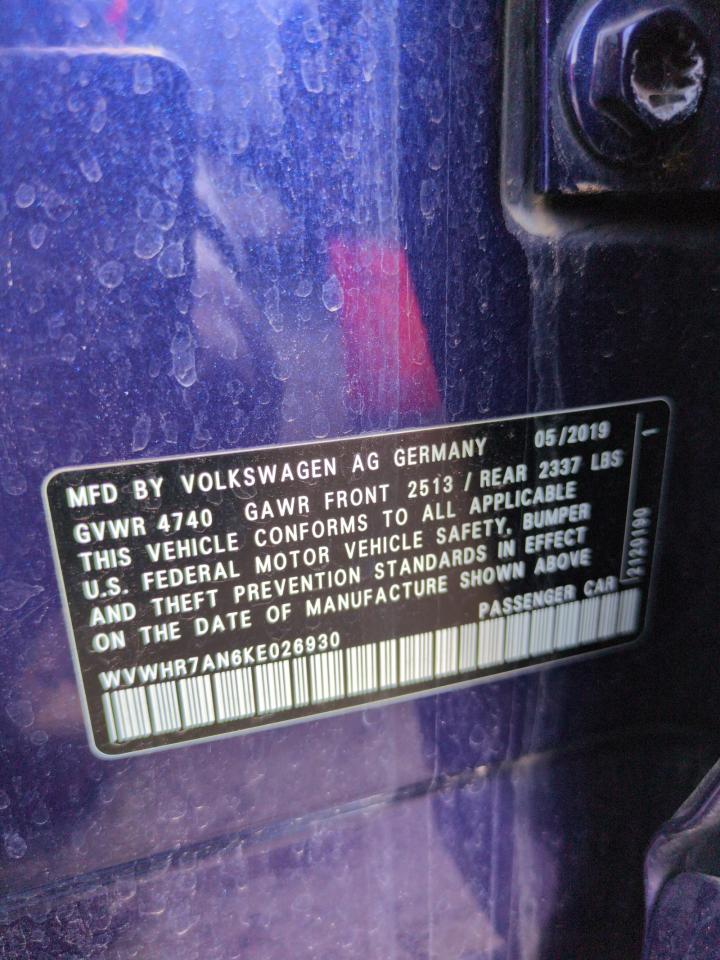 MFD BY VOLKSWAGEN AG GERMANY 05/2019
GVWR 4740 GAWR FRONT 2513 / REAR 2337 LBS
THIS VEHICLE CONFORMS TO ALL APPLICABLE
U.S. FEDERAL MOTOR VEHICLE SAFETY, BUMPER
AND THEFT PREVENTION STANDARDS IN EFFECT
ON THE DATE OF MANUFACTURE SHOWN ABOVE
WVWHR7AN6KE026930 PASSENGER CAR
2120190 1